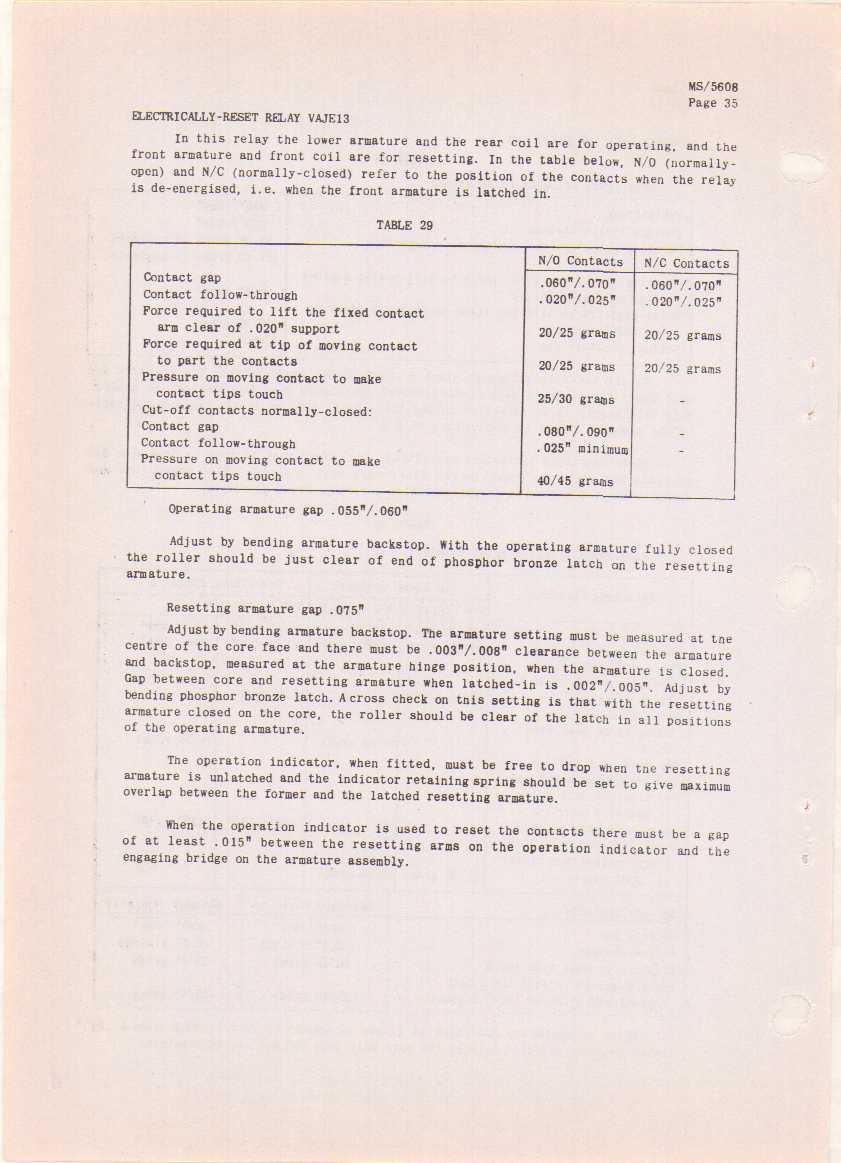 MS/5608
Page 35
ELECTRICALLY-RESET RELAY VAJE13
In this relay the lower armature and the rear coil are for operating, and the
front armature and front coil are for resetting. In the table below, N/O (normally-
open) and N/C (normally-closed) refer to the position of the contacts when the relay
is de-energised, i.e. when the front armature is latched in.
TABLE 29
N/O Contacts N/C Contacts
Contact gap .060"/.070" .060"/.070"
Contact follow-through .020"/.025" .020"/.025"
Force required to lift the fixed contact
arm clear of .020" support 20/25 grams 20/25 grams
Force required at tip of moving contact
to part the contacts 20/25 grams 20/25 grams
Pressure on moving contact to make
contact tips touch 25/30 grams -
Cut-off contacts normally-closed:
Contact gap .080"/.090" -
Contact follow-through .025" minimum -
Pressure on moving contact to make
contact tips touch 40/45 grams
Operating armature gap .055"/.060"
Adjust by bending armature backstop. With the operating armature fully closed
the roller should be just clear of end of phosphor bronze latch on the resetting
armature.
Resetting armature gap .075"
Adjust by bending armature backstop. The armature setting must be measured at tne
centre of the core face and there must be .003"/.008" clearance between the armature
and backstop, measured at the armature hinge position, when the armature is closed.
Gap between core and resetting armature when latched-in is .002"/.005". Adjust by
bending phosphor bronze latch. A cross check on tnis setting is that with the resetting
armature closed on the core, the roller should be clear of the latch in all positions
of the operating armature.
The operation indicator, when fitted, must be free to drop when tne resetting
armature is unlatched and the indicator retaining spring should be set to give maximum
overlap between the former and the latched resetting armature.
When the operation indicator is used to reset the contacts there must be a gap
of at least .015" between the resetting arms on the operation indicator and the
engaging bridge on the armature assembly.